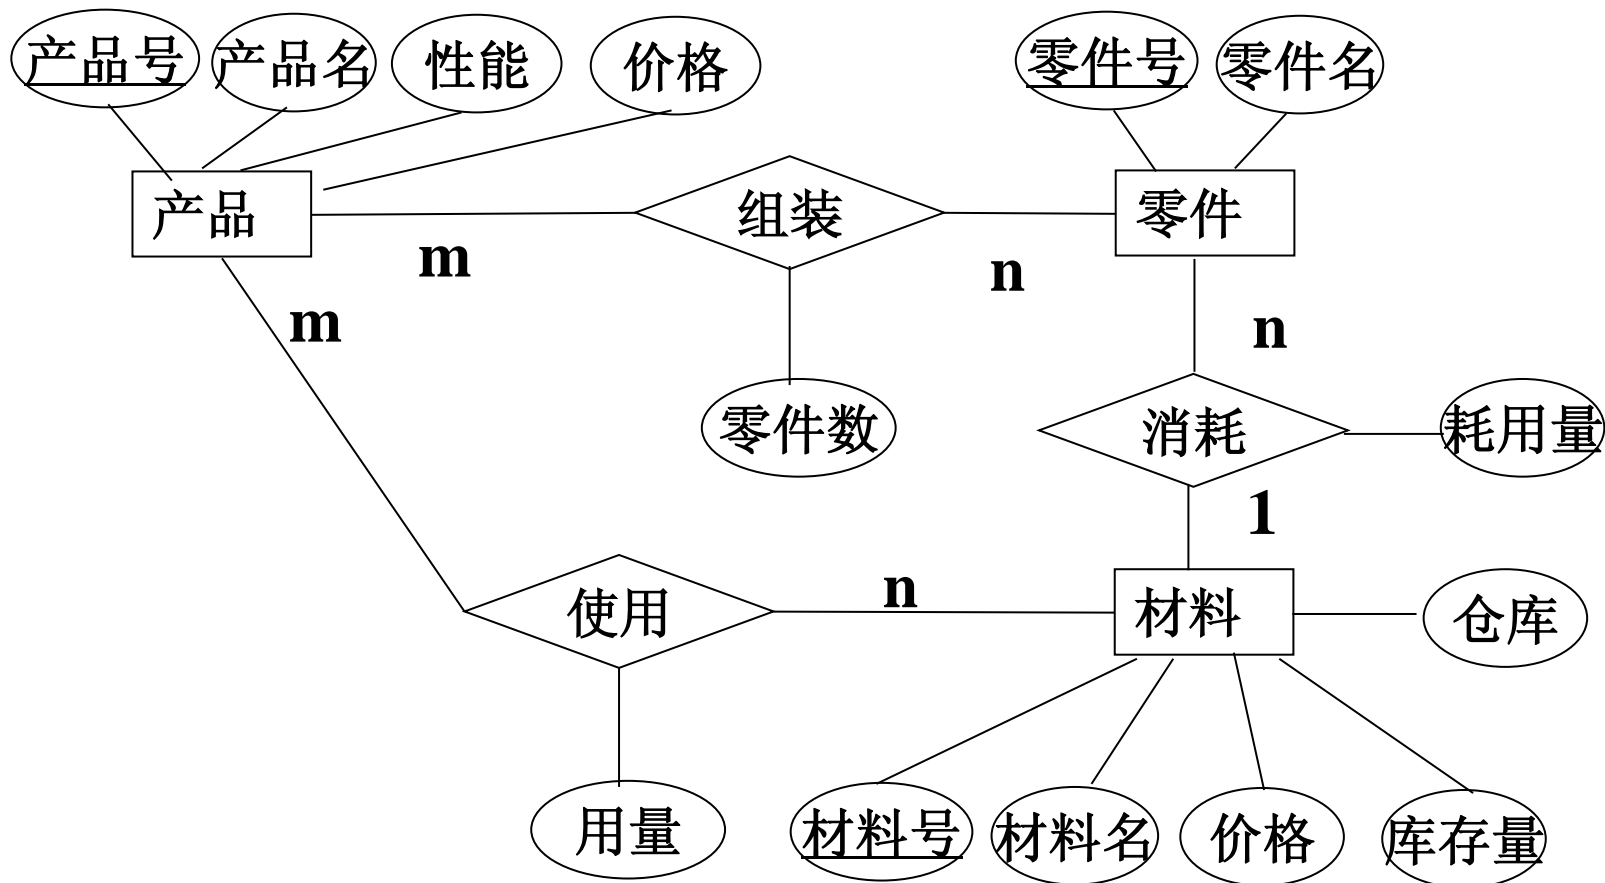 产品号 产品名 性能 价格 零件号 零件名
产品 组装 零件
m n
m n
零件数 消耗 耗用量
1
使用 n 材料 仓库
用量 材料号 材料名 价格 库存量